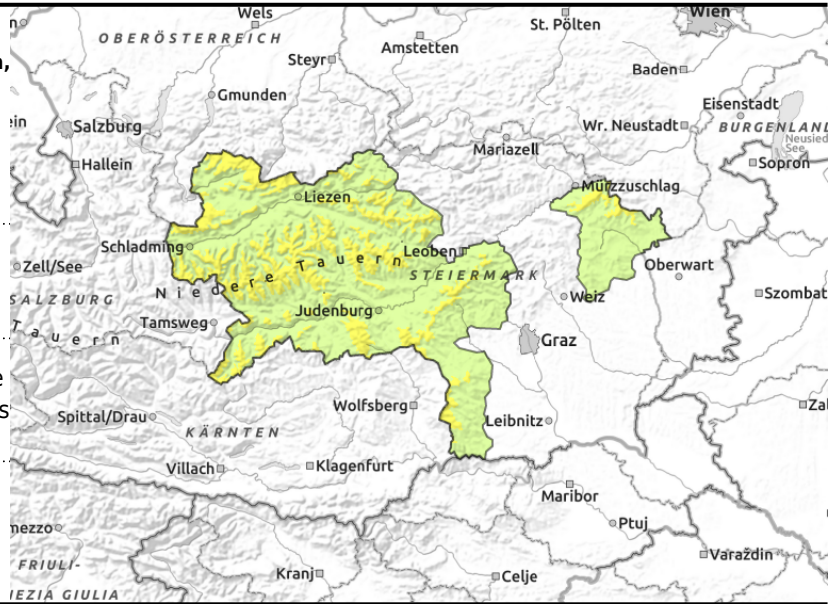 Wels
Wien
OBERÖSTERREICH
St. Pölten
Amstetten
Steyr
Baden
Gmunden
Eisenstadt
Salzburg
Wr. Neustadt
BURGENLAND
Neusied
See
Mariazell
Hallein
Sopron
Mürzzuschlag
Liezen
Schladming
Leoben
Zell/See
Niedere Tauern
STEIERMARK
Oberwart
SALZBURG
Weiz
Szombat
Judenburg
Tamsweg
Tauern
Graz
Wolfsberg
Spittal/Drau
Leibnitz
KÄRNTEN
Villach
Klagenfurt
Maribor
Ptuj
FRIULI-
Varaždin
Kranj
Celje